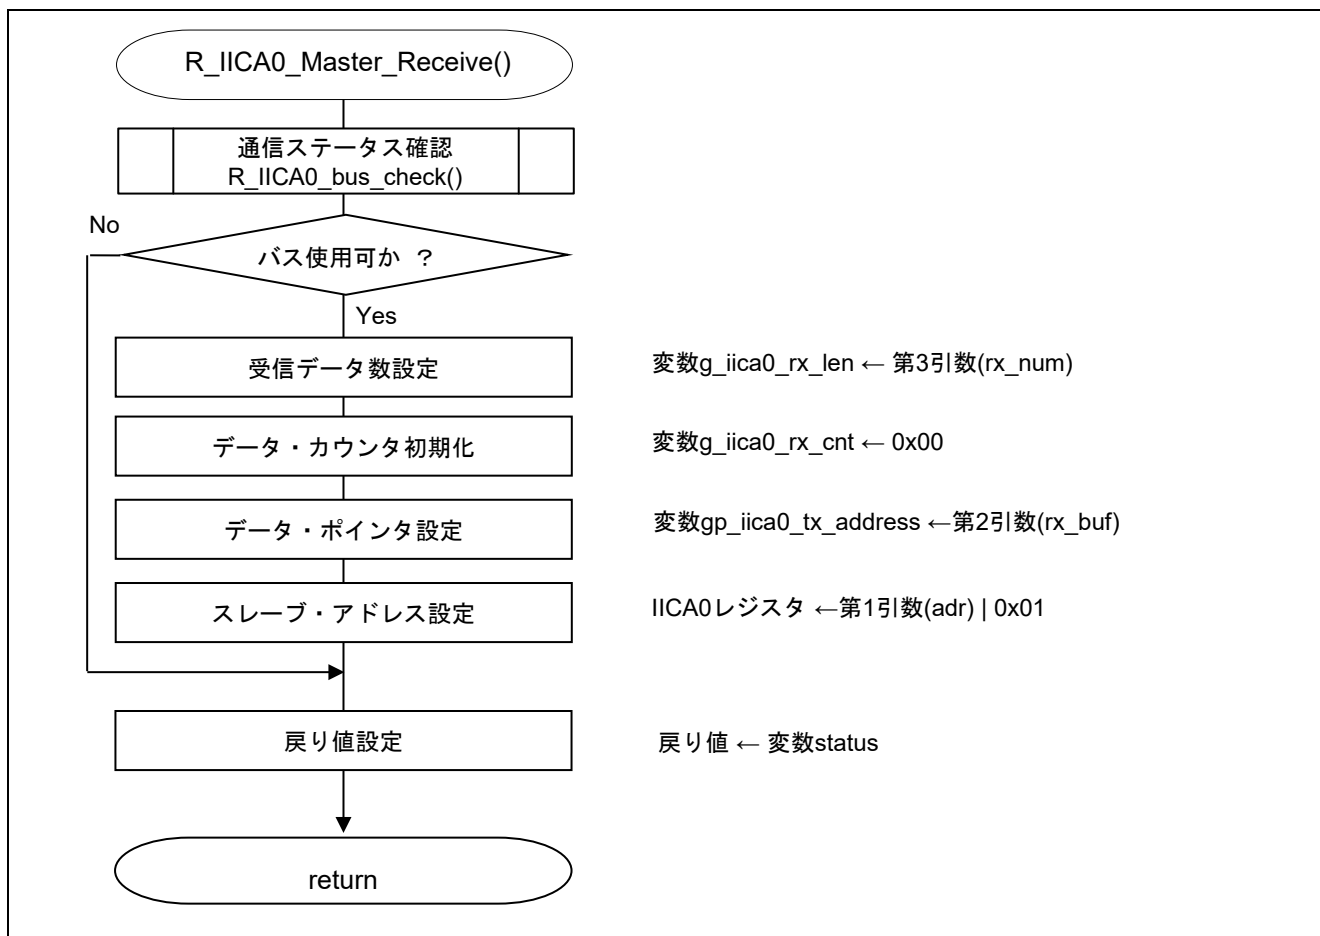 R_IICA0_Master_Receive()
通信ステータス確認
R_IICA0_bus_check()
No
バス使用可か ？
Yes
受信データ数設定
変数g_iica0_rx_len ← 第3引数(rx_num)
データ・カウンタ初期化
変数g_iica0_rx_cnt ← 0x00
データ・ポインタ設定
変数gp_iica0_tx_address ←第2引数(rx_buf)
スレーブ・アドレス設定
IICA0レジスタ ←第1引数(adr) | 0x01
戻り値設定
戻り値 ← 変数status
return